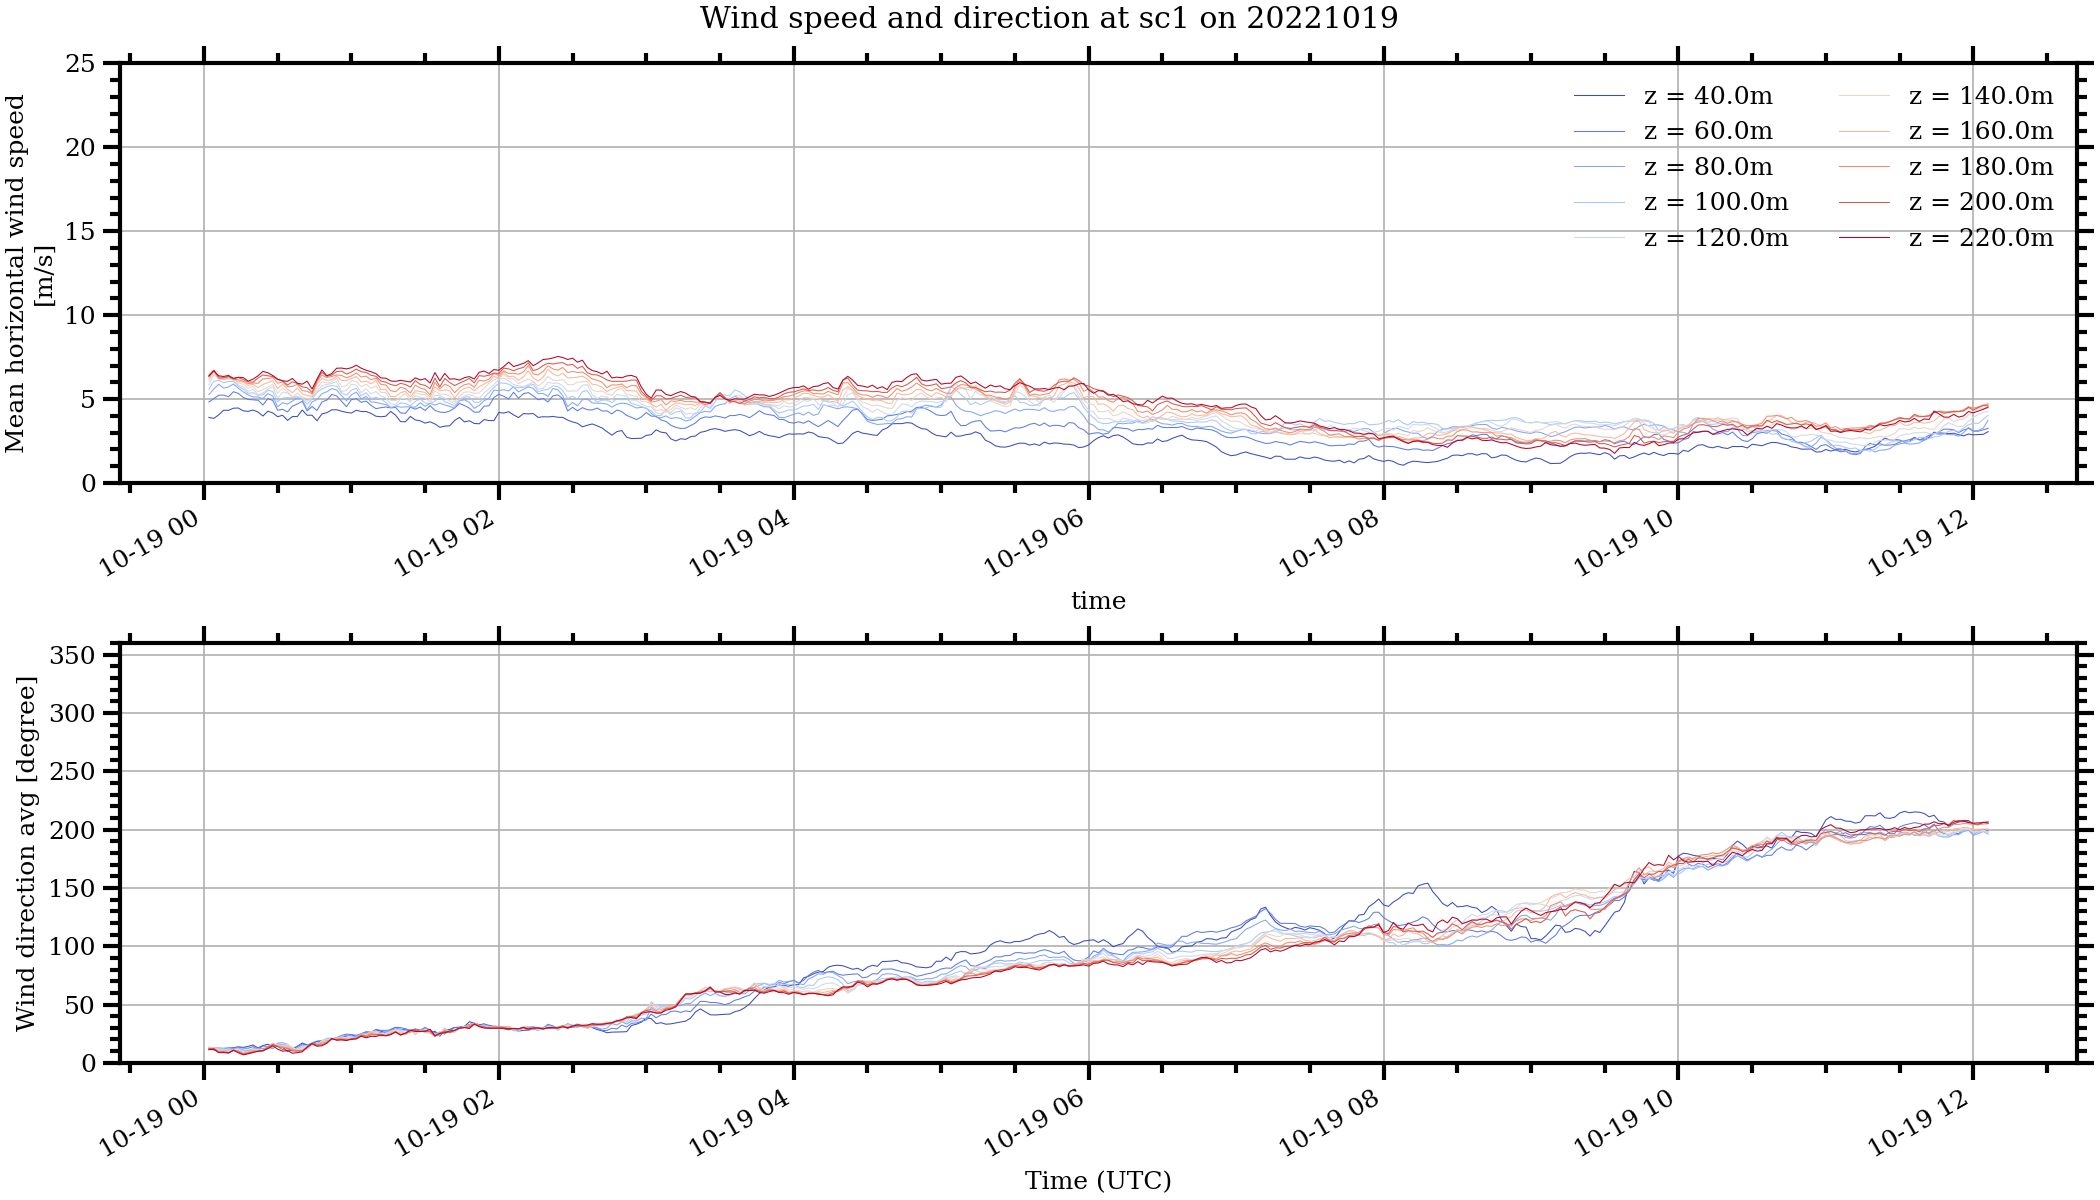 Wind speed and direction at sc1 on 20221019
Mean horizontal wind speed
[m/s]
25
20
15
10
5
0
z = 40.0m
z = 60.0m
z = 80.0m
z = 100.0m
z = 120.0m
z = 140.0m
z = 160.0m
z = 180.0m
z = 200.0m
z = 220.0m
10-19 00
10-19 02
10-19 04
10-19 06
10-19 08
10-19 10
10-19 12
time
Wind direction avg [degree]
350
300
250
200
150
100
50
0
10-19 00
10-19 02
10-19 04
10-19 06
10-19 08
10-19 10
10-19 12
Time (UTC)